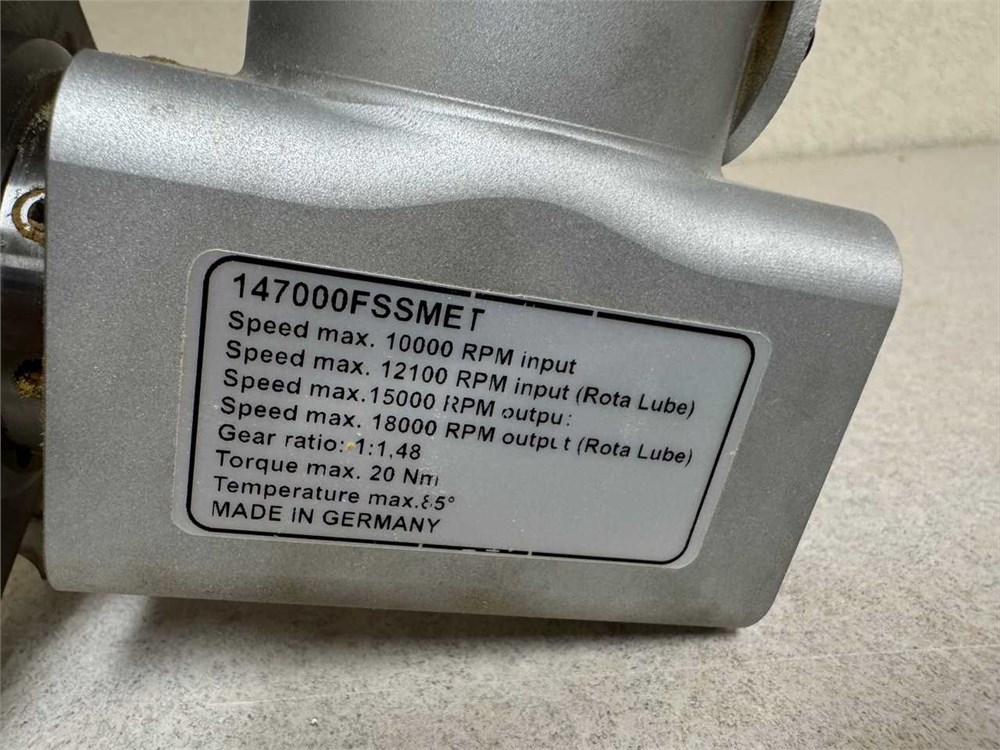 147000FSSMET
Speed max. 10000 RPM input
Speed max. 12100 RPM input (Rota Lube)
Speed max.15000 RPM output
Speed max. 18000 RPM output (Rota Lube)
Gear ratio: 1:1,48
Torque max. 20 Nm
Temperature max.85°
MADE IN GERMANY